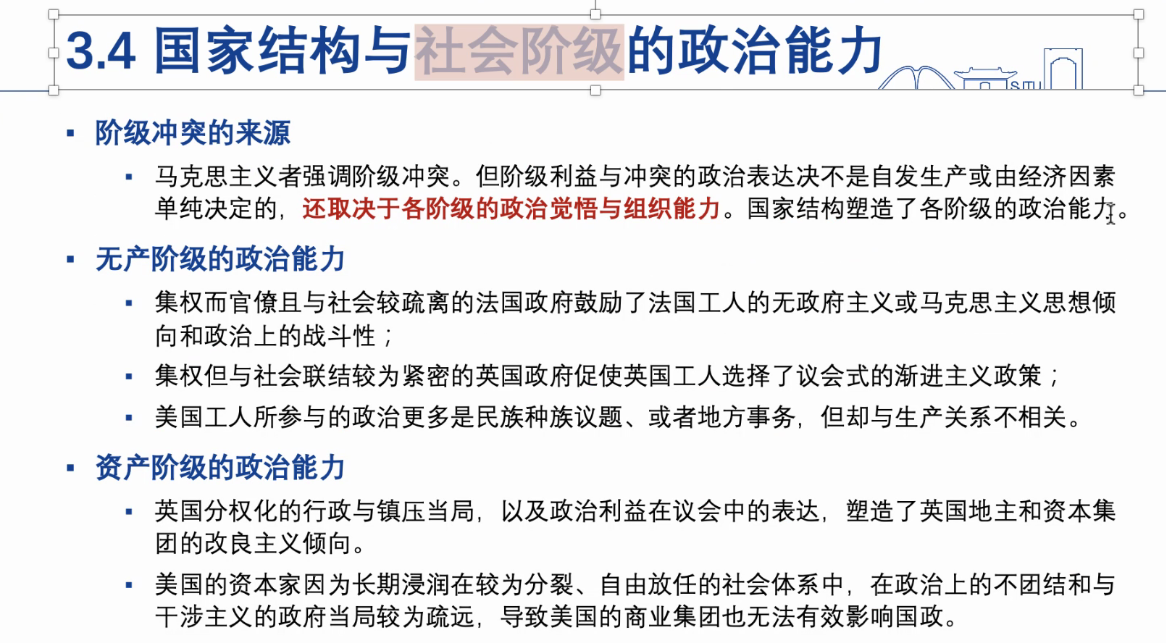 3.4 国家结构与社会阶级的政治能力
SJTU
▪ 阶级冲突的来源
▪ 马克思主义者强调阶级冲突。但阶级利益与冲突的政治表达决不是自发生产或由经济因素
单纯决定的，还取决于各阶级的政治觉悟与组织能力。国家结构塑造了各阶级的政治能力。
▪ 无产阶级的政治能力
▪ 集权而官僚且与社会较疏离的法国政府鼓励了法国工人的无政府主义或马克思主义思想倾
向和政治上的战斗性；
▪ 集权但与社会联结较为紧密的英国政府促使英国工人选择了议会式的渐进主义政策；
▪ 美国工人所参与的政治更多是民族种族议题、或者地方事务，但却与生产关系不相关。
▪ 资产阶级的政治能力
▪ 英国分权化的行政与镇压当局，以及政治利益在议会中的表达，塑造了英国地主和资本集
团的改良主义倾向。
▪ 美国的资本家因为长期浸润在较为分裂、自由放任的社会体系中，在政治上的不团结和与
干涉主义的政府当局较为疏远，导致美国的商业集团也无法有效影响国政。